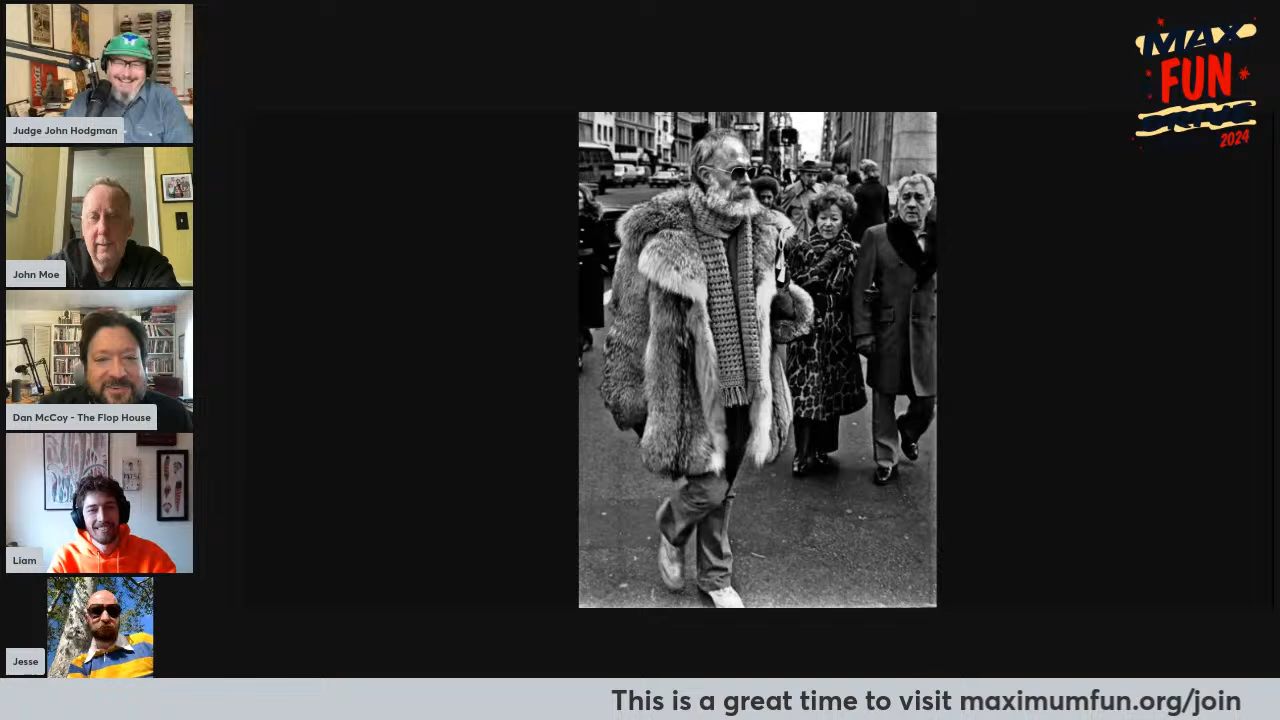 Judge John Hodgman
John Moe
Dan McCoy - The Flop House
Liam
Jesse
MAX
FUN
DRIVE
2024
This is a great time to visit maximumfun.org/join